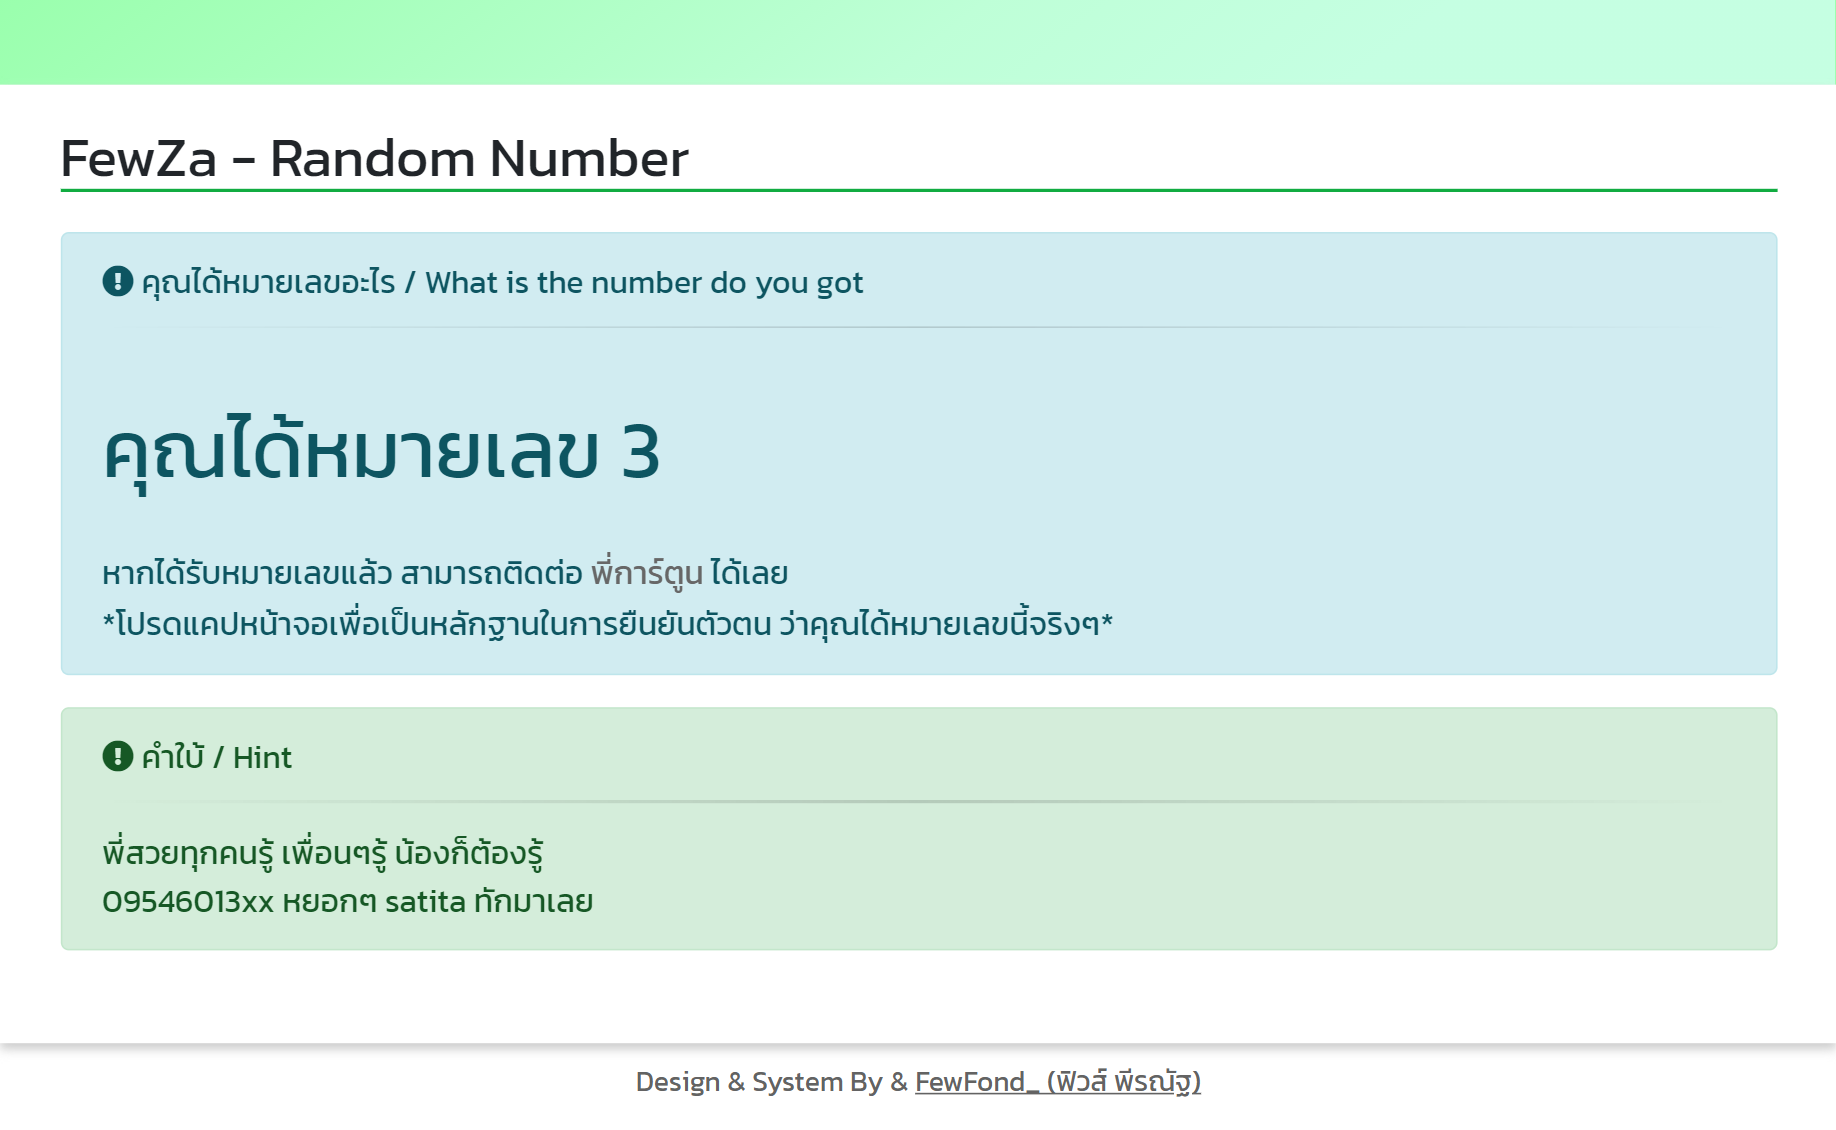 FewZa - Random Number
คุณได้หมายเลขอะไร / What is the number do you got
คุณได้หมายเลข 3
หากได้รับหมายเลขแล้ว สามารถติดต่อ พี่การ์ตูน ได้เลย
*โปรดแคปหน้าจอเพื่อเป็นหลักฐานในการยืนยันตัวตน ว่าคุณได้หมายเลขนี้จริงๆ*
คำใบ้ / Hint
พี่สวยทุกคนรู้ เพื่อนๆรู้ น้องก็ต้องรู้
09546013xx หยอกๆ satita ทักมาเลย
Design & System By & FewFond_ (ฟิวส์ พีรณัฐ)